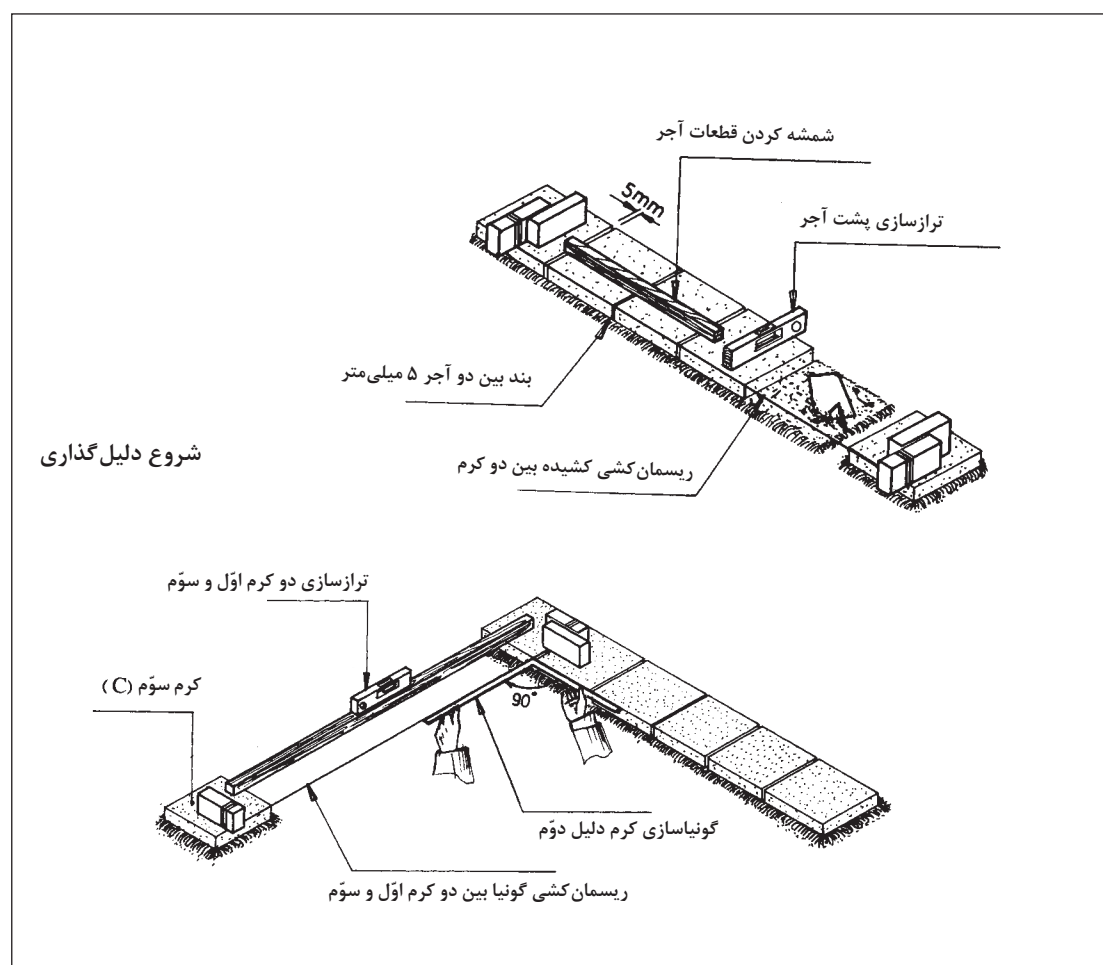 شمشه کردن قطعات آجر
5mm
ترازسازی پشت آجر
بند بین دو آجر ۵ میلی‌متر
شروع دلیل‌گذاری
ریسمان‌کشی کشیده بین دو کرم
ترازسازی دو کرم اوّل و سوّم
کرم سوّم (C)
90°
گونیاسازی کرم دلیل دوّم
ریسمان‌کشی گونیا بین دو کرم اوّل و سوّم